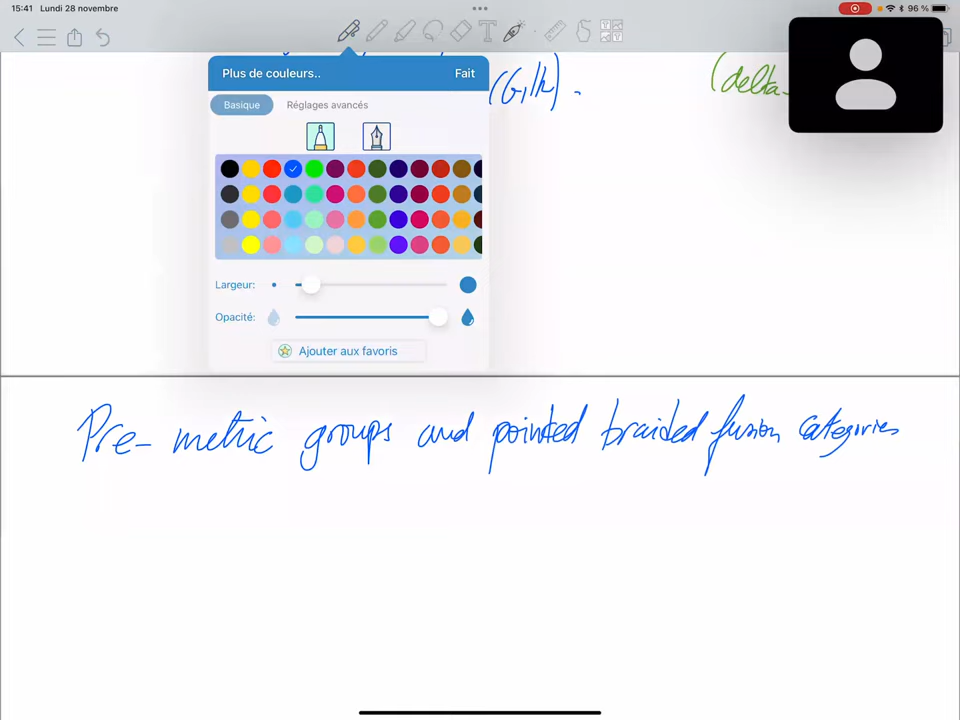 15:41 Lundi 28 novembre
96 %
Plus de couleurs.. Fait
Basique Réglages avancés
Largeur:
Opacité:
Ajouter aux favoris
(G,lk).
(delta
Pre-metric groups and pointed braided fusion categories